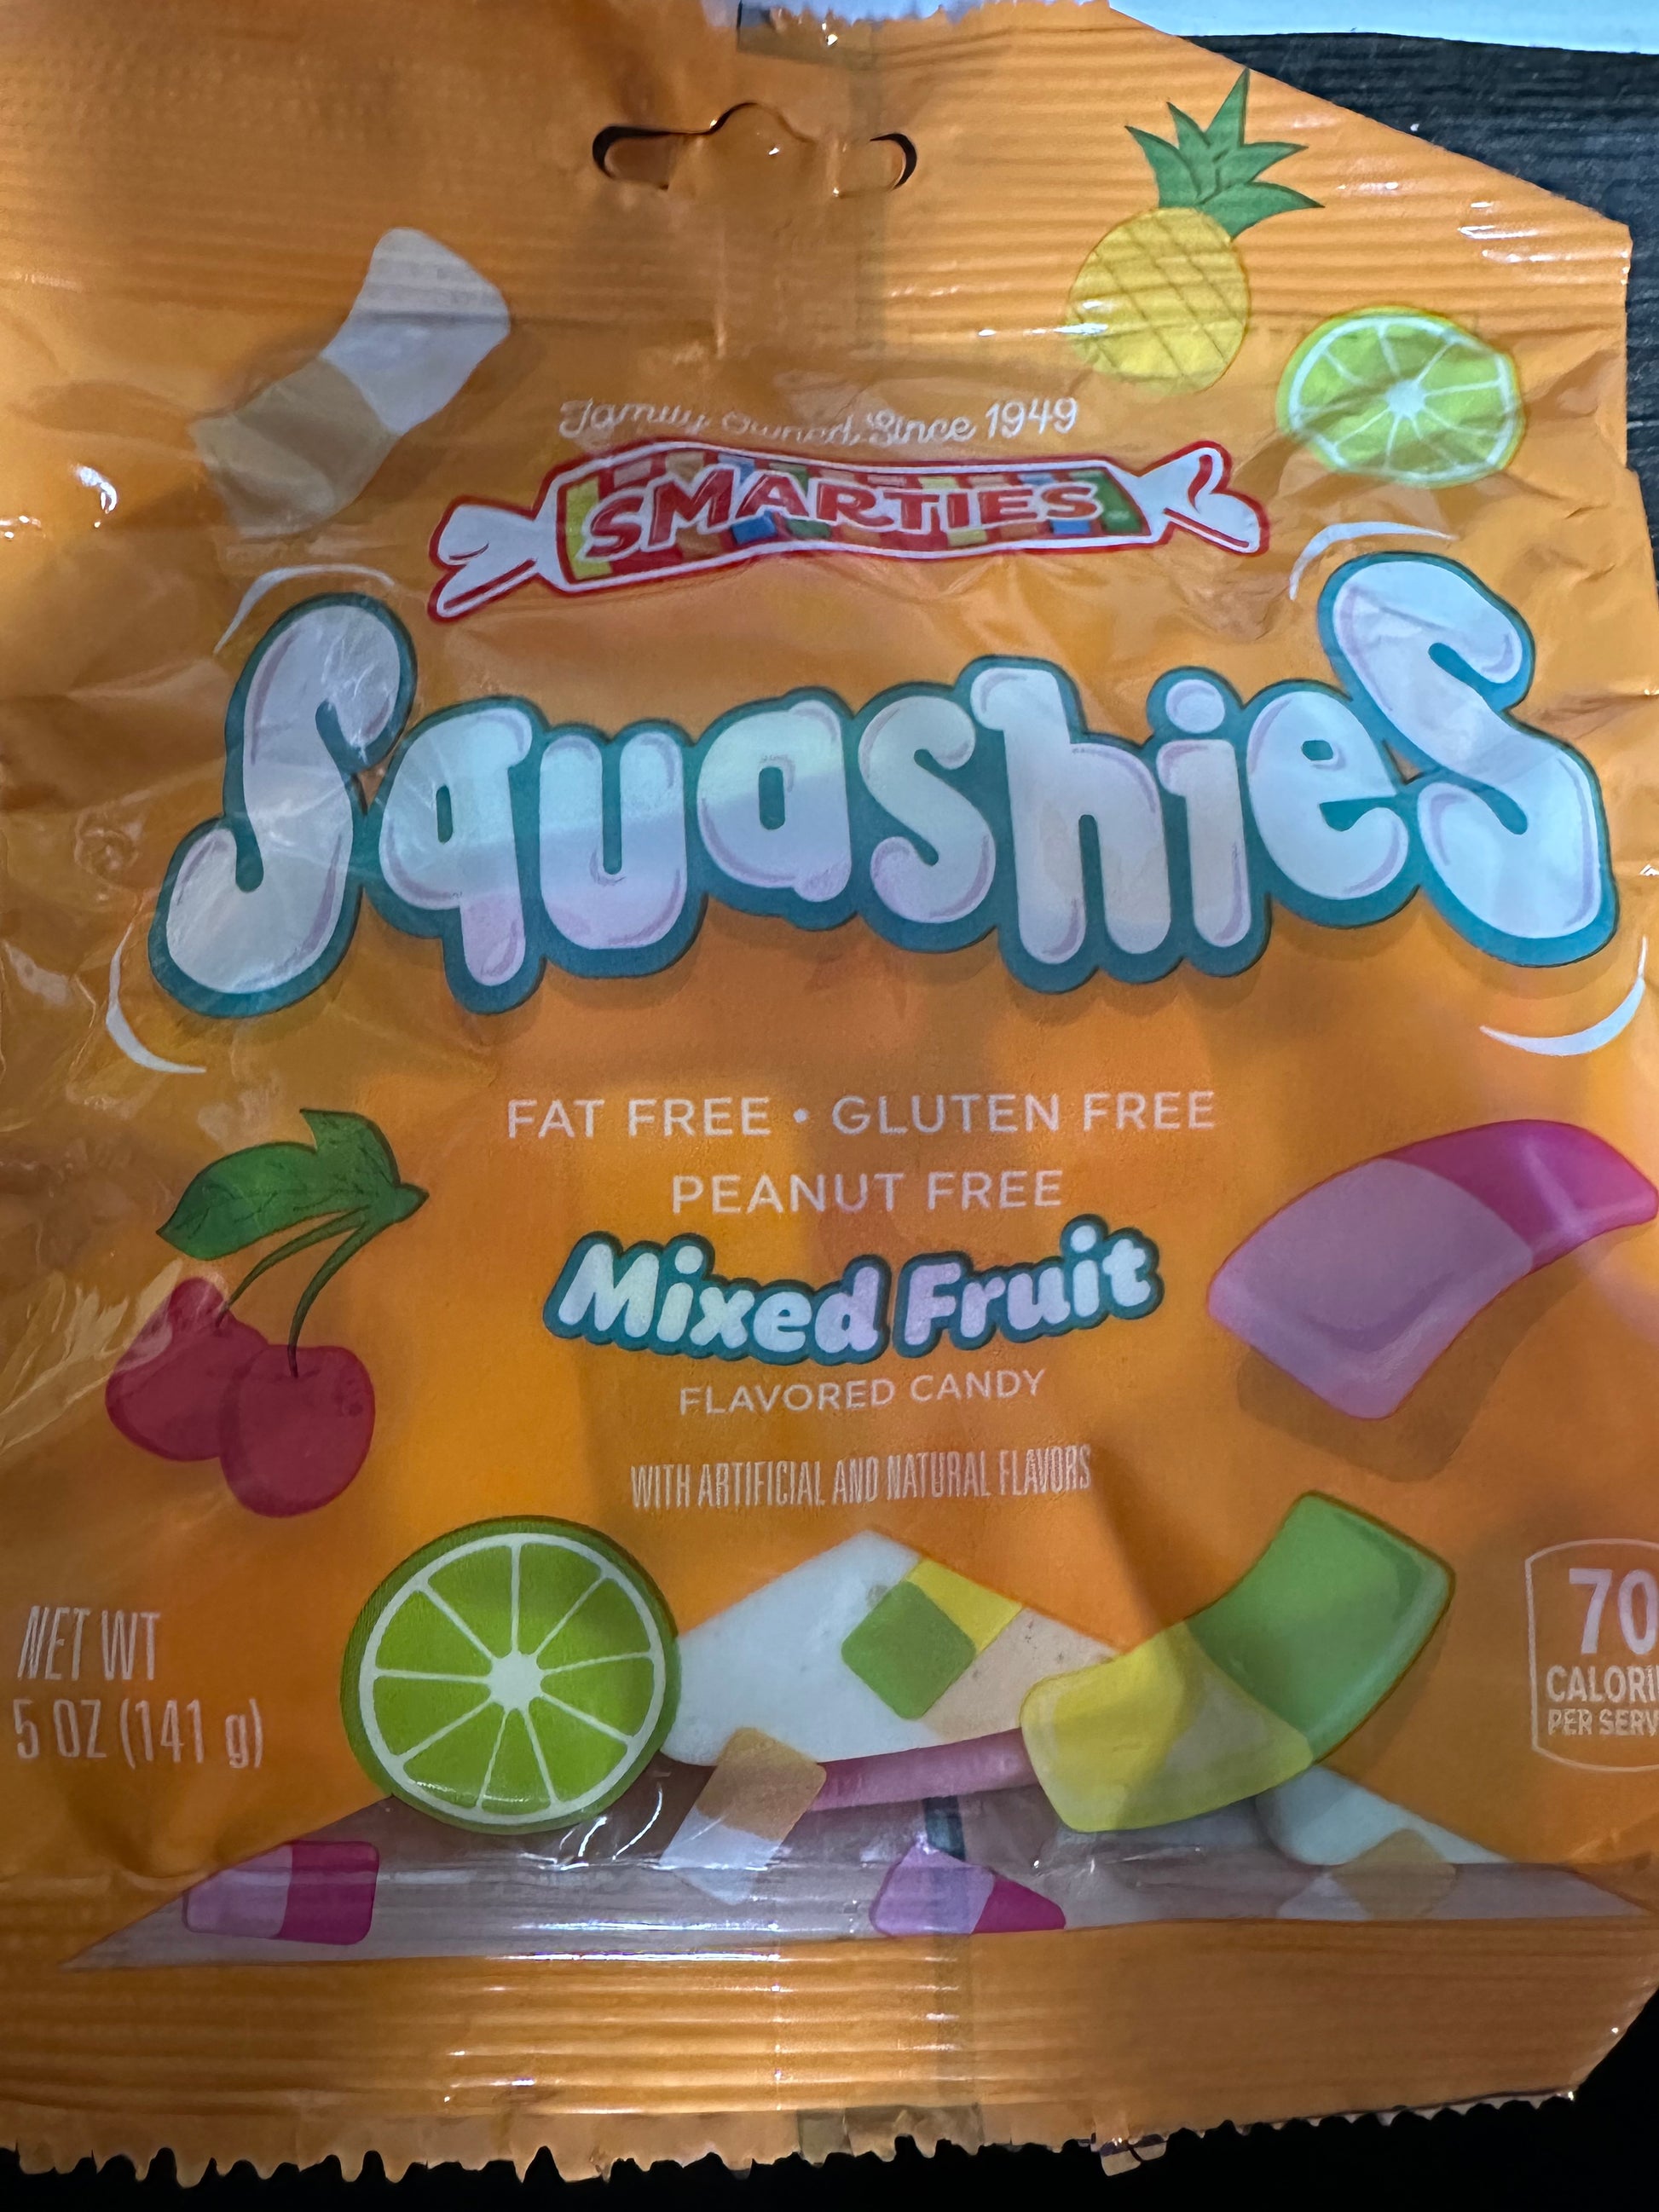 Family Owned Since 1949
SMARTIES
Squashies
FAT FREE • GLUTEN FREE
PEANUT FREE
Mixed Fruit
FLAVORED CANDY
WITH ARTIFICIAL AND NATURAL FLAVORS
NET WT
5 OZ (141 g)
70
CALORI
PER SERV